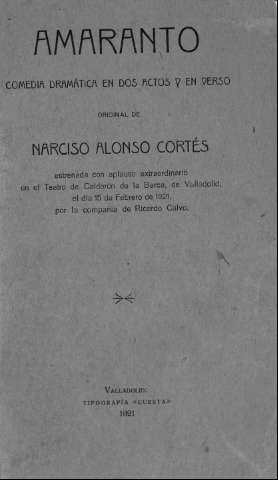 AMARANTO
COMEDIA DRAMÁTICA EN DOS ACTOS Y EN VERSO
ORIGINAL DE
NARCISO ALONSO CORTÉS
estrenada con aplauso extraordinario
en el Teatro de Calderón de la Barca, de Valladolid,
el día 15 de Febrero de 1921,
por la compañía de Ricardo Calvo.
VALLADOLID:
TIPOGRAFÍA «CUESTA»
1921